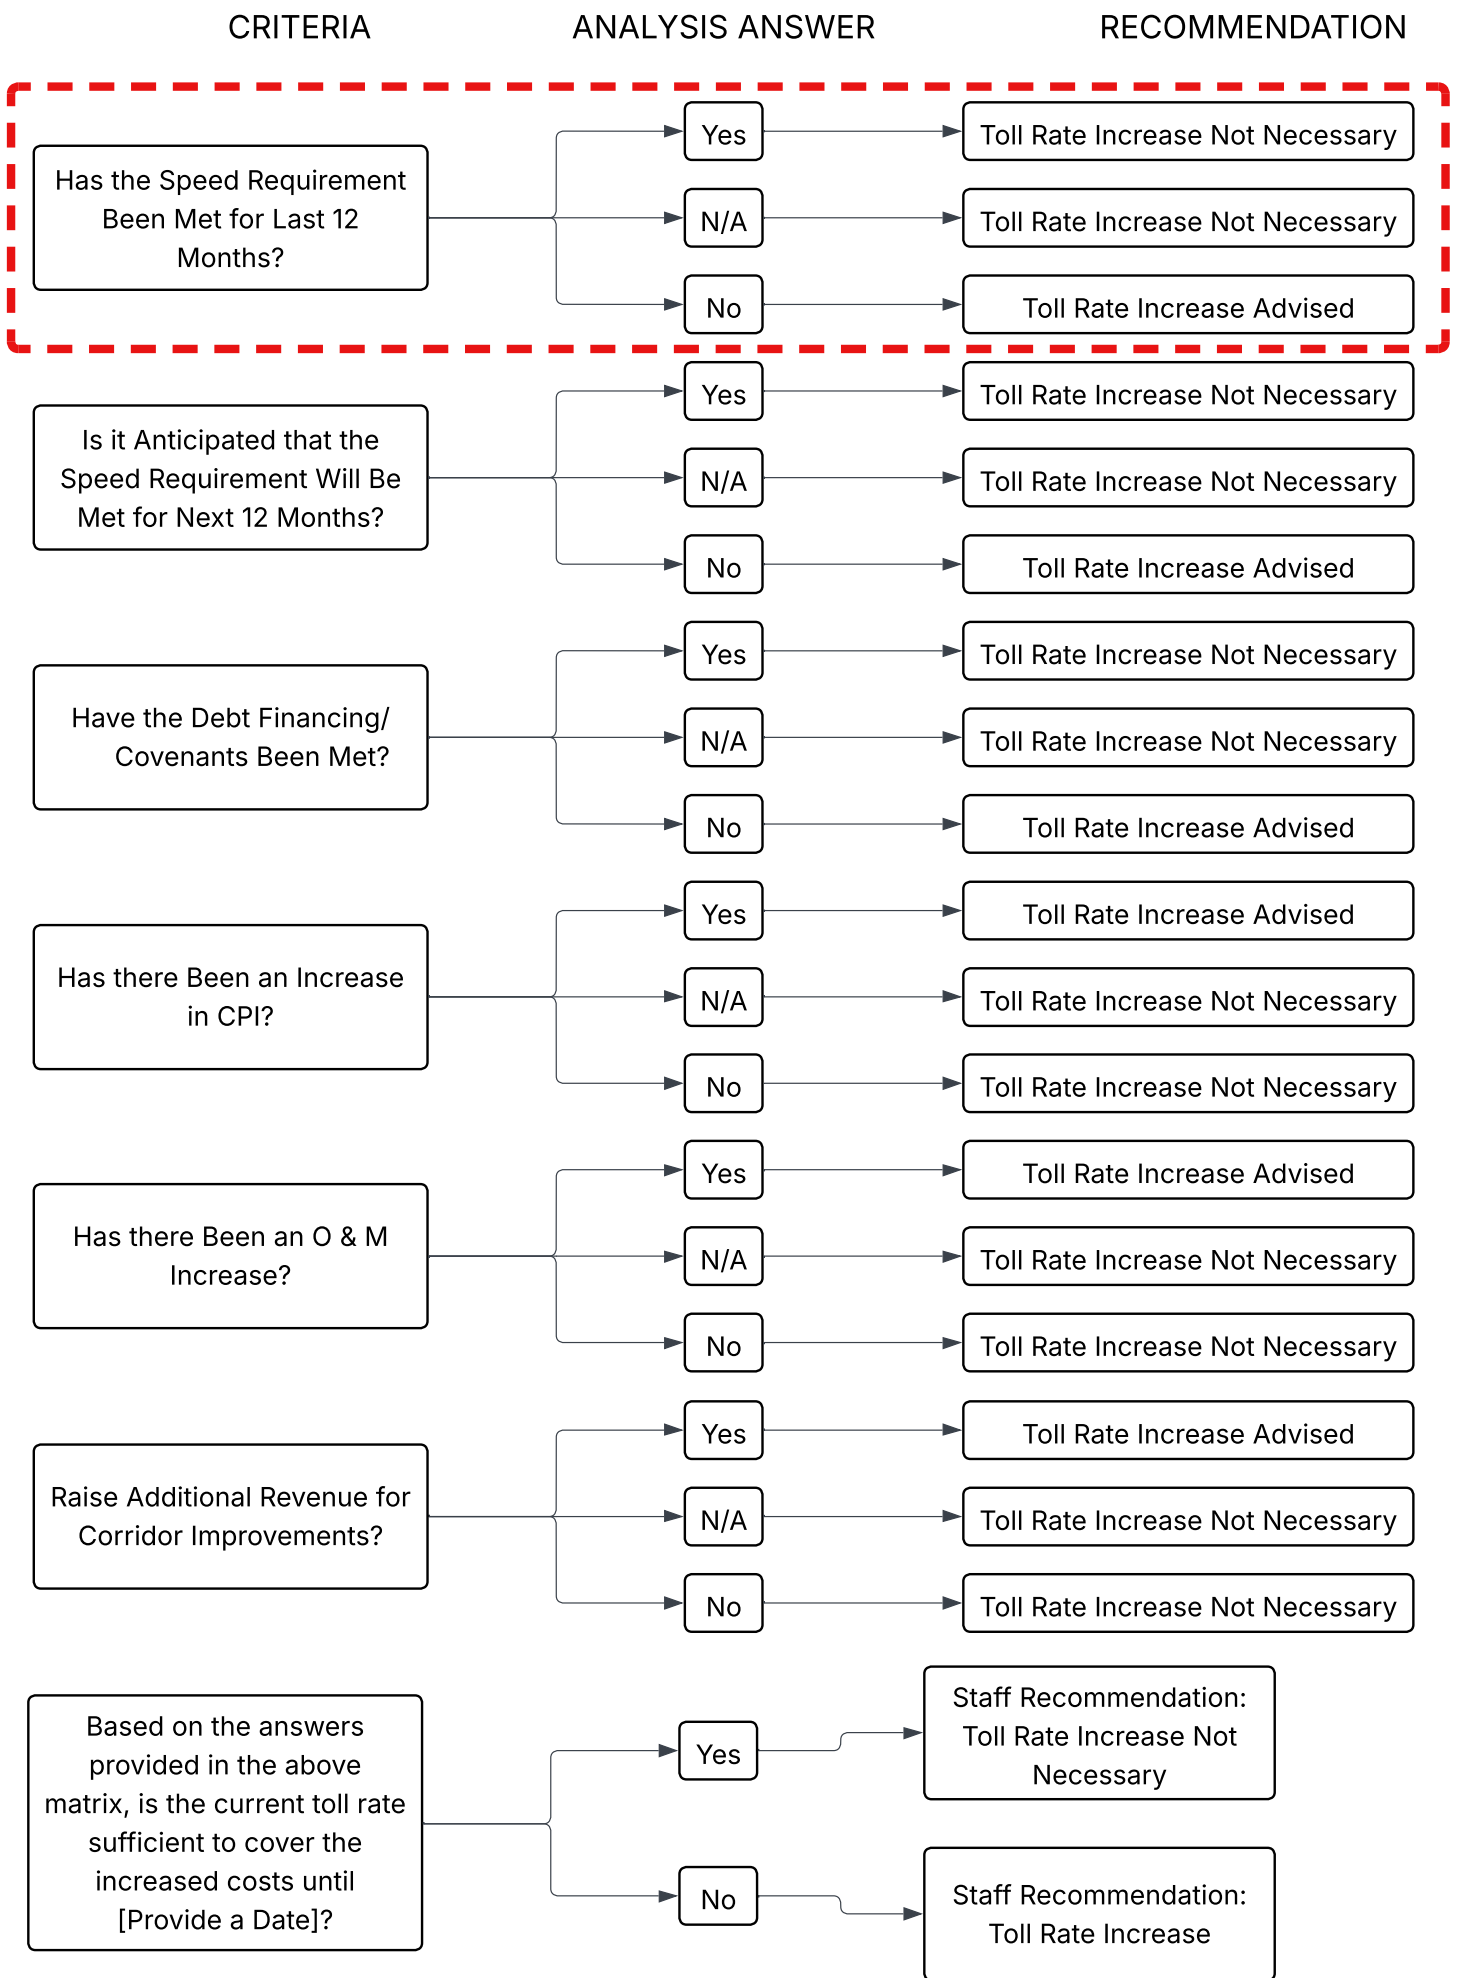 CRITERIA
ANALYSIS ANSWER
RECOMMENDATION
Has the Speed Requirement
Been Met for Last 12
Months?
Yes
Toll Rate Increase Not Necessary
N/A
Toll Rate Increase Not Necessary
No
Toll Rate Increase Advised
Is it Anticipated that the
Speed Requirement Will Be
Met for Next 12 Months?
Yes
Toll Rate Increase Not Necessary
N/A
Toll Rate Increase Not Necessary
No
Toll Rate Increase Advised
Have the Debt Financing/
Covenants Been Met?
Yes
Toll Rate Increase Not Necessary
N/A
Toll Rate Increase Not Necessary
No
Toll Rate Increase Advised
Has there Been an Increase
in CPI?
Yes
Toll Rate Increase Advised
N/A
Toll Rate Increase Not Necessary
No
Toll Rate Increase Not Necessary
Has there Been an O & M
Increase?
Yes
Toll Rate Increase Advised
N/A
Toll Rate Increase Not Necessary
No
Toll Rate Increase Not Necessary
Raise Additional Revenue for
Corridor Improvements?
Yes
Toll Rate Increase Advised
N/A
Toll Rate Increase Not Necessary
No
Toll Rate Increase Not Necessary
Based on the answers
provided in the above
matrix, is the current toll rate
sufficient to cover the
increased costs until
[Provide a Date]?
Yes
Staff Recommendation:
Toll Rate Increase Not
Necessary
No
Staff Recommendation:
Toll Rate Increase